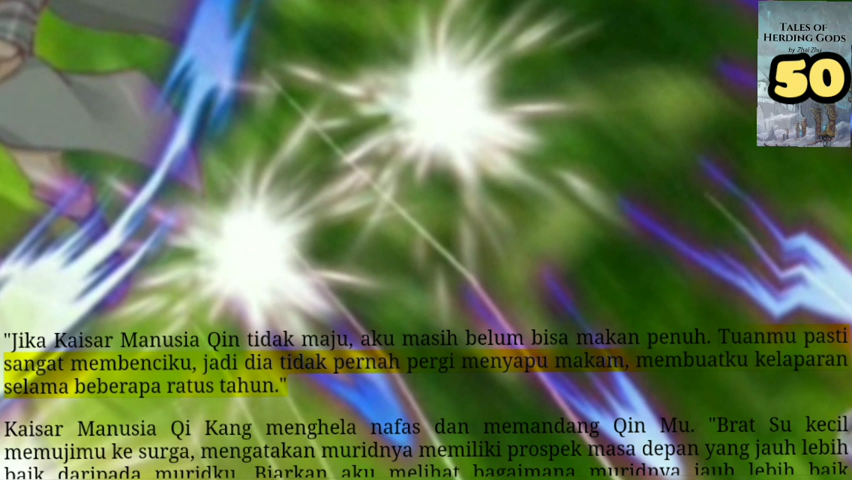 TALES OF
HERDING GODS
by Zhai Zhu
50
"Jika Kaisar Manusia Qin tidak maju, aku masih belum bisa makan penuh. Tuanmu pasti
sangat membenciku, jadi dia tidak pernah pergi menyapu makam, membuatku kelaparan
selama beberapa ratus tahun."
Kaisar Manusia Qi Kang menghela nafas dan memandang Qin Mu. "Brat Su kecil
memujimu ke surga, mengatakan muridnya memiliki prospek masa depan yang jauh lebih
baik daripada muridku. Biarkan aku melihat bagaimana muridnya jauh lebih baik